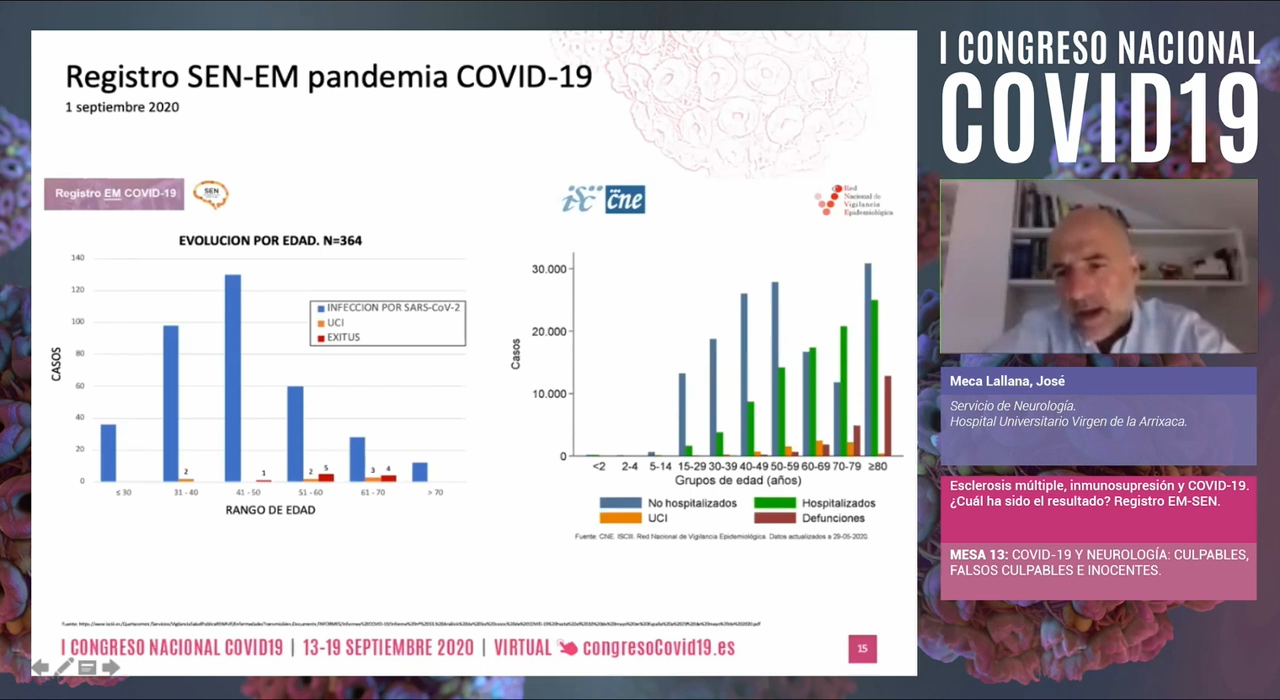 Registro SEN-EM pandemia COVID-19
1 septiembre 2020
Registro EM COVID-19
SEN
isc iii cne
Red
Nacional de
Vigilancia
Epidemiológica
EVOLUCION POR EDAD. N=364
140
120
100
80
60
40
20
0
CASOS
INFECCION POR SARS-CoV-2
UCI
EXITUS
2
1
2
5
3
4
≤ 30
31 - 40
41 - 50
51 - 60
61 - 70
> 70
RANGO DE EDAD
30.000
20.000
10.000
0
Casos
<2
2-4
5-14
15-29
30-39
40-49
50-59
60-69
70-79
≥80
Grupos de edad (años)
No hospitalizados
Hospitalizados
UCI
Defunciones
Fuente: CNE. ISCIII. Red Nacional de Vigilancia Epidemiológica. Datos actualizados a 29-05-2020.
I CONGRESO NACIONAL COVID19 | 13-19 SEPTIEMBRE 2020 | VIRTUAL congresoCovid19.es
15
I CONGRESO NACIONAL
COVID19
Meca Lallana, José
Servicio de Neurología.
Hospital Universitario Virgen de la Arrixaca.
Esclerosis múltiple, inmunosupresión y COVID-19.
¿Cuál ha sido el resultado? Registro EM-SEN.
MESA 13: COVID-19 Y NEUROLOGÍA: CULPABLES,
FALSOS CULPABLES E INOCENTES.